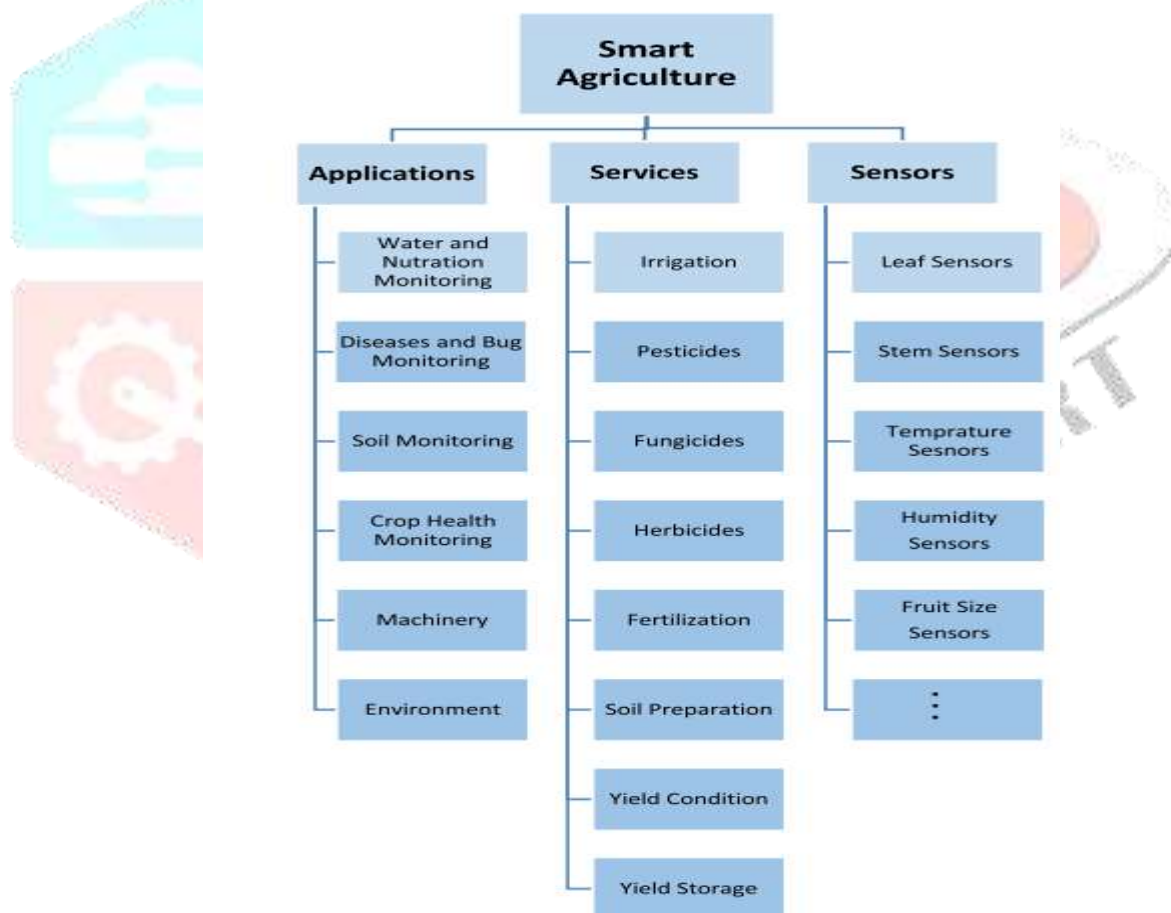 Smart
Agriculture
Applications
Services
Sensors
Water and
Nutration
Monitoring
Diseases and Bug
Monitoring
Soil Monitoring
Crop Health
Monitoring
Machinery
Environment
Irrigation
Pesticides
Fungicides
Herbicides
Fertilization
Soil Preparation
Yield Condition
Yield Storage
Leaf Sensors
Stem Sensors
Temprature
Sesnors
Humidity
Sensors
Fruit Size
Sensors
⋮
RT